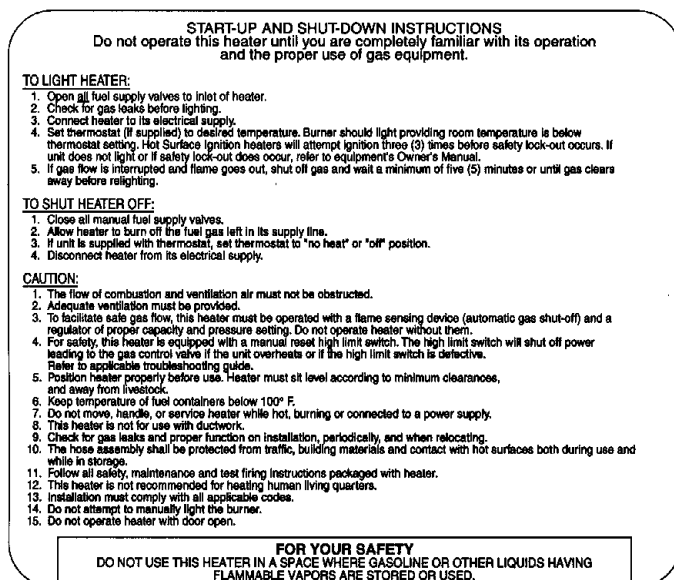 START-UP AND SHUT-DOWN INSTRUCTIONS
Do not operate this heater until you are completely familiar with its operation
and the proper use of gas equipment.
TO LIGHT HEATER:
1. Open all fuel supply valves to inlet of heater.
2. Check for gas leaks before lighting.
3. Connect heater to its electrical supply.
4. Set thermostat (if supplied) to desired temperature. Burner should light providing room temperature is below
thermostat setting. Hot Surface Ignition heaters will attempt ignition three (3) times before safety lock-out occurs. If
unit does not light or if safety lock-out does occur, refer to equipment's Owner's Manual.
5. If gas flow is interrupted and flame goes out, shut off gas and wait a minimum of five (5) minutes or until gas clears
away before relighting.
TO SHUT HEATER OFF:
1. Close all manual fuel supply valves.
2. Allow heater to burn off the fuel gas left in its supply line.
3. If unit is supplied with thermostat, set thermostat to "no heat" or "off" position.
4. Disconnect heater from its electrical supply.
CAUTION:
1. The flow of combustion and ventilation air must not be obstructed.
2. Adequate ventilation must be provided.
3. To facilitate safe gas flow, this heater must be operated with a flame sensing device (automatic gas shut-off) and a
regulator of proper capacity and pressure setting. Do not operate heater without them.
4. For safety, this heater is equipped with a manual reset high limit switch. The high limit switch will shut off power
leading to the gas control valve if the unit overheats or if the high limit switch is defective.
Refer to applicable troubleshooting guide.
5. Position heater properly before use. Heater must sit level according to minimum clearances,
and away from livestock.
6. Keep temperature of fuel containers below 100° F.
7. Do not move, handle, or service heater while hot, burning or connected to a power supply.
8. This heater is not for use with ductwork.
9. Check for gas leaks and proper function on installation, periodically, and when relocating.
10. The hose assembly shall be protected from traffic, building materials and contact with hot surfaces both during use and
while in storage.
11. Follow all safety, maintenance and test firing instructions packaged with heater.
12. This heater is not recommended for heating human living quarters.
13. Installation must comply with all applicable codes.
14. Do not attempt to manually light the burner.
15. Do not operate heater with door open.
FOR YOUR SAFETY
DO NOT USE THIS HEATER IN A SPACE WHERE GASOLINE OR OTHER LIQUIDS HAVING
FLAMMABLE VAPORS ARE STORED OR USED.